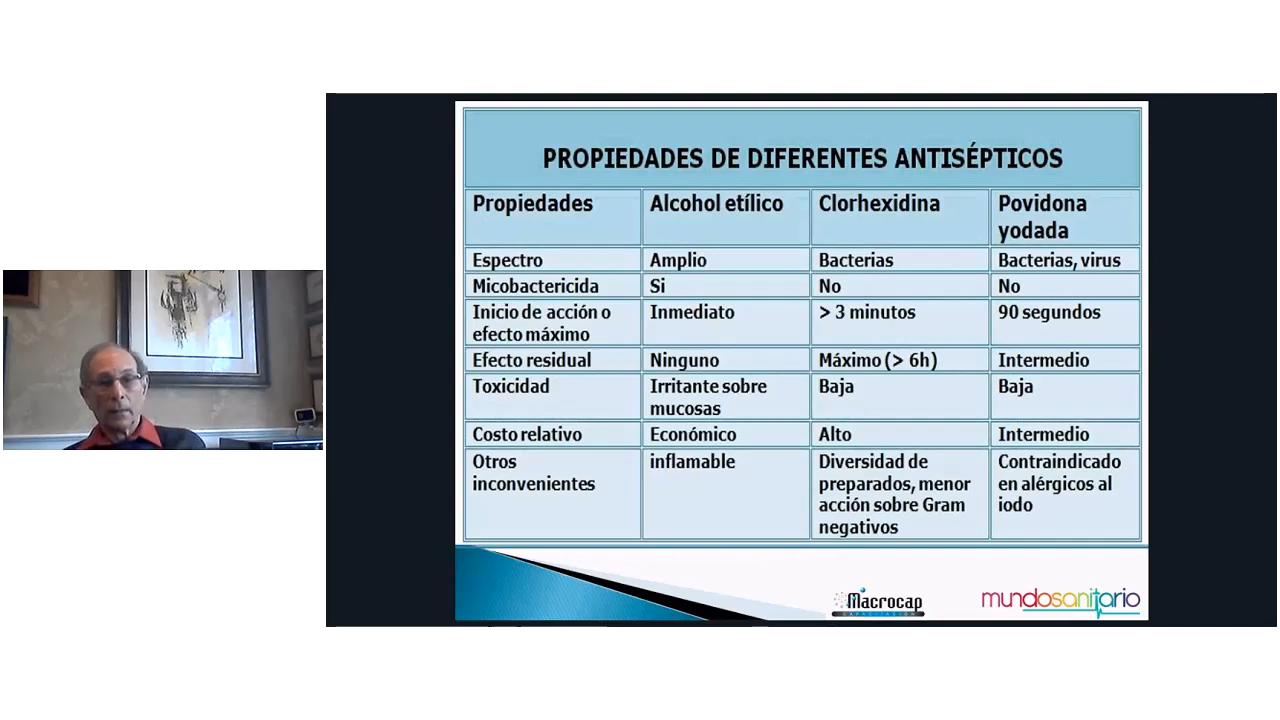 PROPIEDADES DE DIFERENTES ANTISÉPTICOS
Propiedades
Alcohol etílico
Clorhexidina
Povidona
yodada
Espectro
Amplio
Bacterias
Bacterias, virus
Micobactericida
Si
No
No
Inicio de acción o
efecto máximo
Inmediato
> 3 minutos
90 segundos
Efecto residual
Ninguno
Máximo (> 6h)
Intermedio
Toxicidad
Irritante sobre
mucosas
Baja
Baja
Costo relativo
Económico
Alto
Intermedio
Otros
inconvenientes
inflamable
Diversidad de
preparados, menor
acción sobre Gram
negativos
Contraindicado
en alérgicos al
iodo
Macrocap
CAPACITACION
mundosanitario